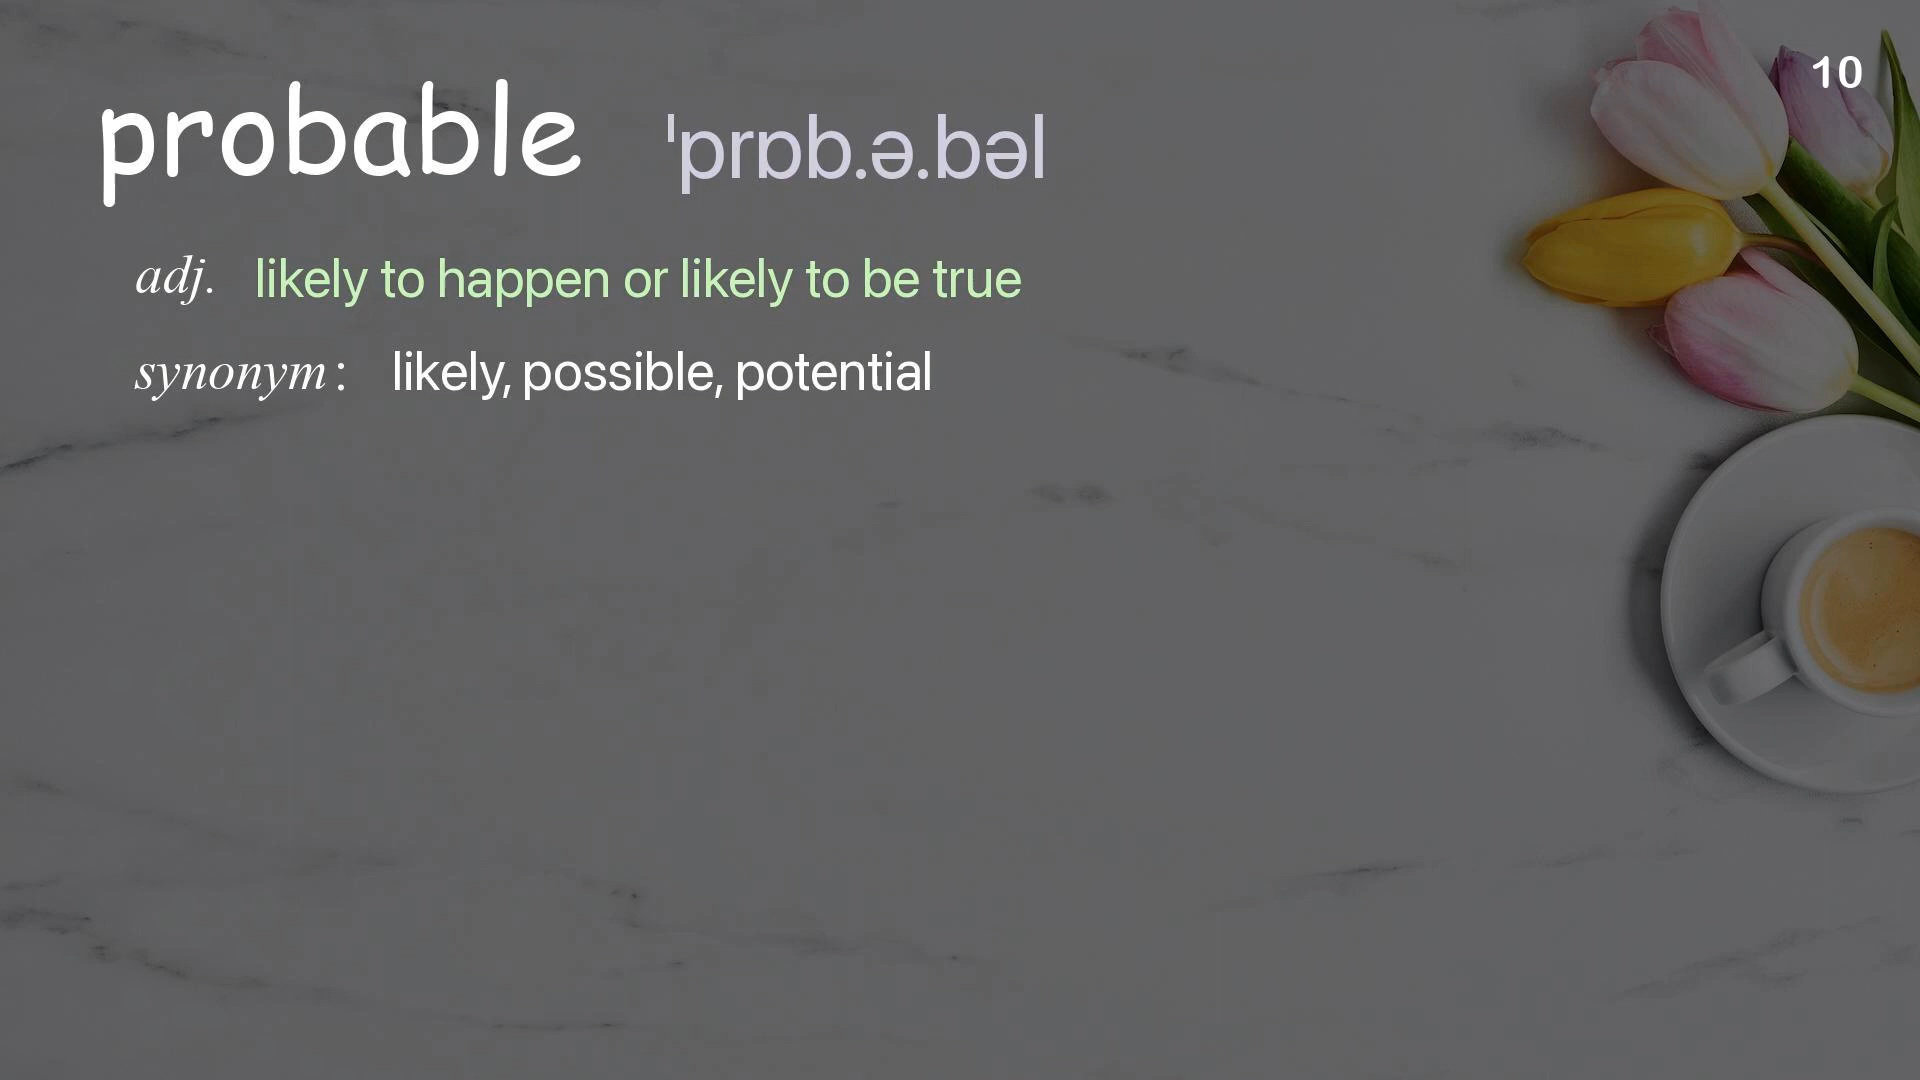 10
probable ˈprɒb.ə.bəl
adj. likely to happen or likely to be true
synonym: likely, possible, potential